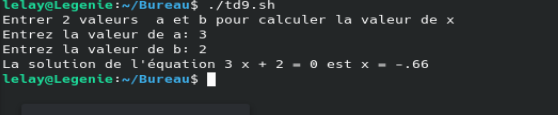 lelay@Legenie:~/Bureau$ ./td9.sh
Entrer 2 valeurs  a et b pour calculer la valeur de x
Entrez la valeur de a: 3
Entrez la valeur de b: 2
La solution de l'équation 3 x + 2 = 0 est x = -.66
lelay@Legenie:~/Bureau$